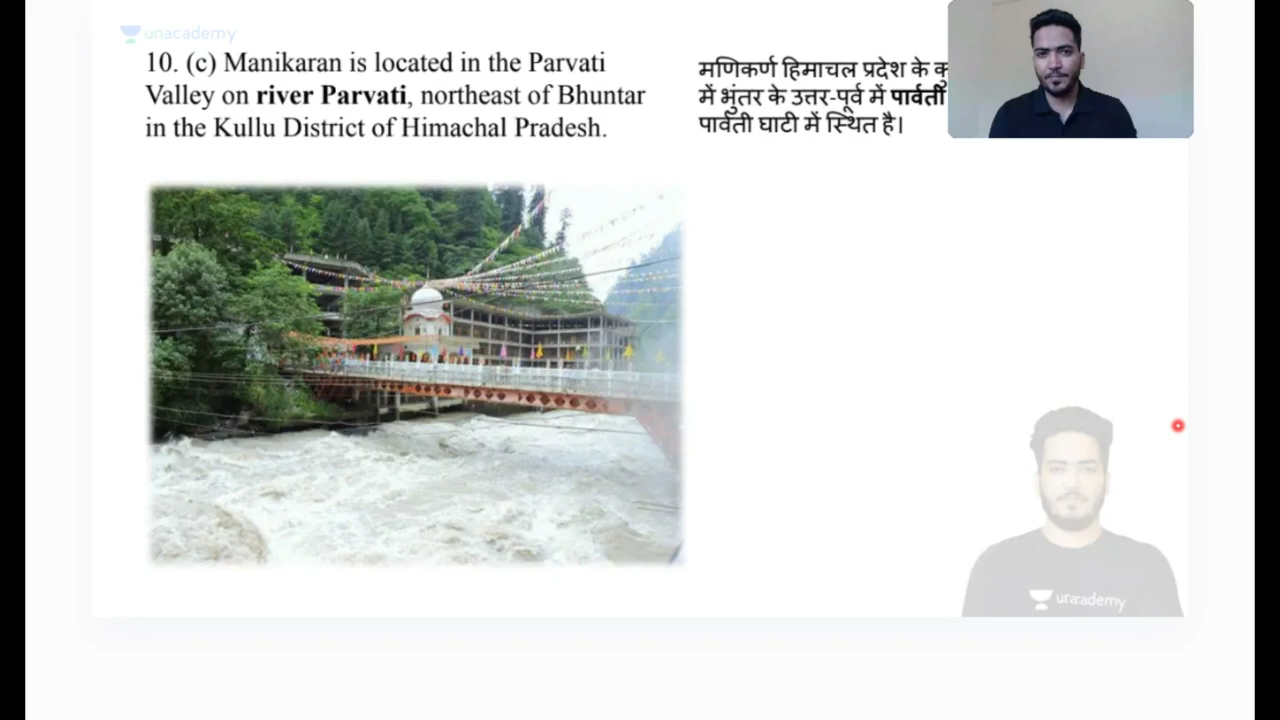 unacademy
10. (c) Manikaran is located in the Parvati
Valley on river Parvati, northeast of Bhuntar
in the Kullu District of Himachal Pradesh.
मणिकर्ण हिमाचल प्रदेश के
में भुंतर के उत्तर-पूर्व में पार्वती
पार्वती घाटी में स्थित है।
unacademy